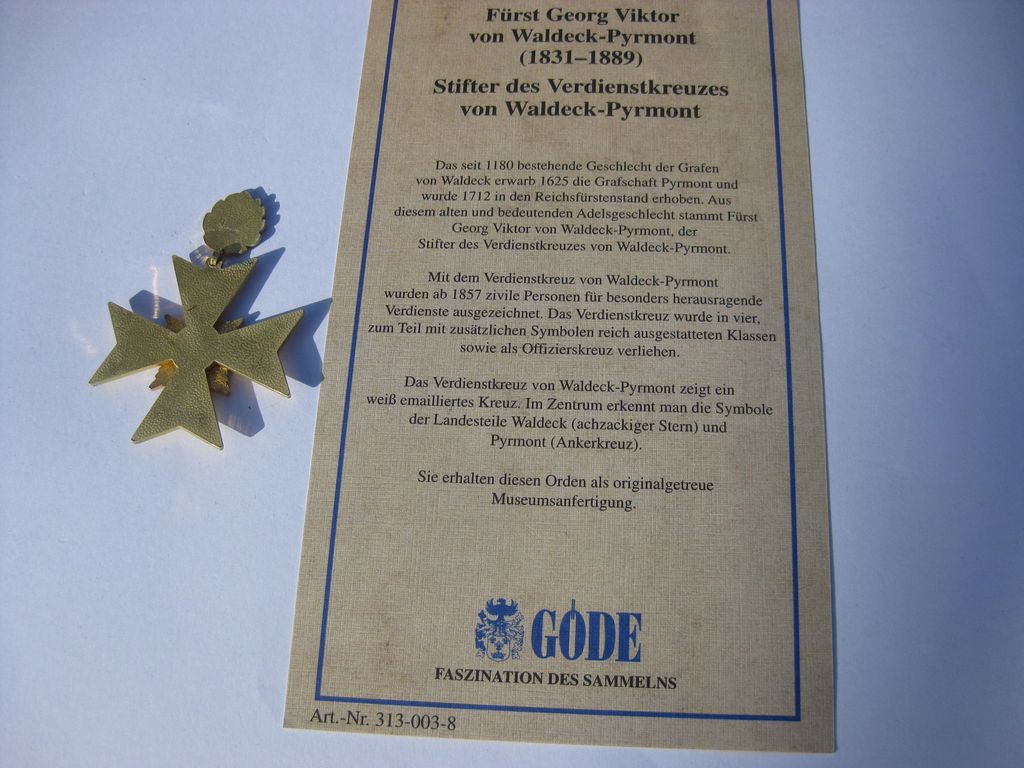 Fürst Georg Viktor
von Waldeck-Pyrmont
(1831–1889)
Stifter des Verdienstkreuzes
von Waldeck-Pyrmont
Das seit 1180 bestehende Geschlecht der Grafen
von Waldeck erwarb 1625 die Grafschaft Pyrmont und
wurde 1712 in den Reichsfürstenstand erhoben. Aus
diesem alten und bedeutenden Adelsgeschlecht stammt Fürst
Georg Viktor von Waldeck-Pyrmont, der
Stifter des Verdienstkreuzes von Waldeck-Pyrmont.
Mit dem Verdienstkreuz von Waldeck-Pyrmont
wurden ab 1857 zivile Personen für besonders herausragende
Verdienste ausgezeichnet. Das Verdienstkreuz wurde in vier,
zum Teil mit zusätzlichen Symbolen reich ausgestatteten Klassen
sowie als Offizierskreuz verliehen.
Das Verdienstkreuz von Waldeck-Pyrmont zeigt ein
weiß emailliertes Kreuz. Im Zentrum erkennt man die Symbole
der Landesteile Waldeck (achzackiger Stern) und
Pyrmont (Ankerkreuz).
Sie erhalten diesen Orden als originalgetreue
Museumsanfertigung.
GÖDE
FASZINATION DES SAMMELNS
Art.-Nr. 313-003-8